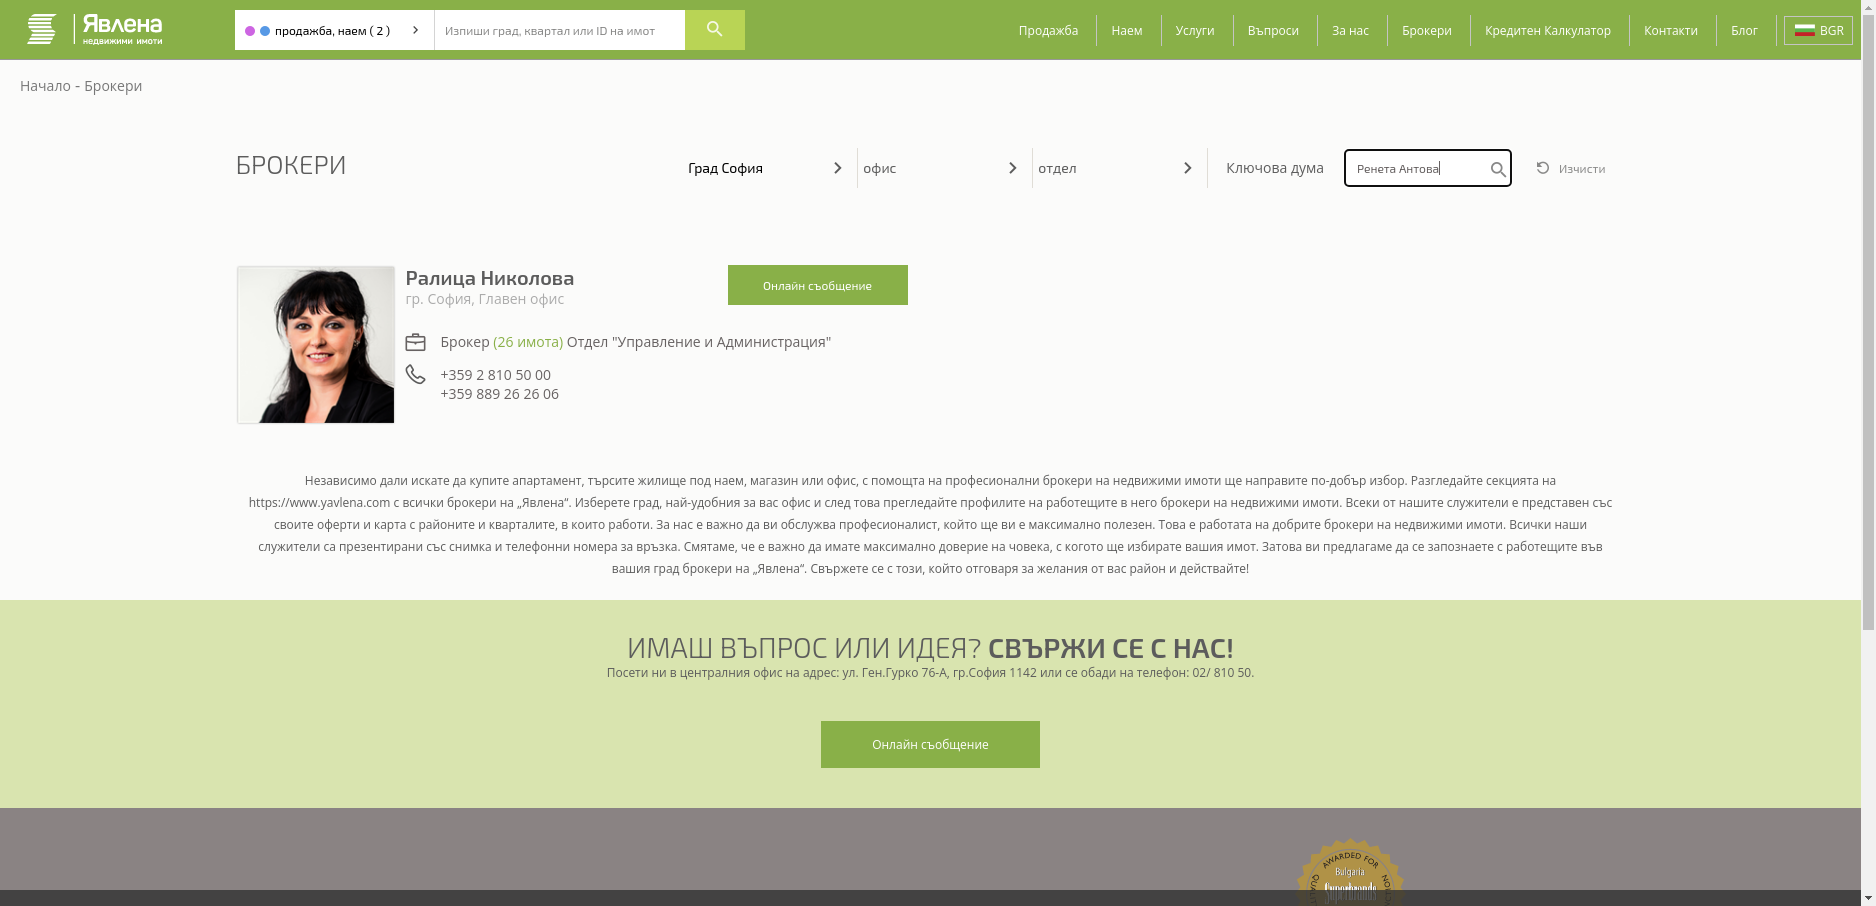 Явлена
недвижими имоти
продажба, наем ( 2 )
Изпиши град, квартал или ID на имот
Продажба
Наем
Услуги
Въпроси
За нас
Брокери
Кредитен Калкулатор
Контакти
Блог
BGR
Начало - Брокери
БРОКЕРИ
Град София
офис
отдел
Ключова дума
Ренета Антова
Изчисти
Ралица Николова
гр. София, Главен офис
Онлайн съобщение
Брокер (26 имота) Отдел "Управление и Администрация"
+359 2 810 50 00
+359 889 26 26 06
Независимо дали искате да купите апартамент, търсите жилище под наем, магазин или офис, с помощта на професионални брокери на недвижими имоти ще направите по-добър избор. Разгледайте секцията на
https://www.yavlena.com с всички брокери на „Явлена“. Изберете град, най-удобния за вас офис и след това прегледайте профилите на работещите в него брокери на недвижими имоти. Всеки от нашите служители е представен със
своите оферти и карта с районите и кварталите, в които работи. За нас е важно да ви обслужва професионалист, който ще ви е максимално полезен. Това е работата на добрите брокери на недвижими имоти. Всички наши
служители са презентирани със снимка и телефонни номера за връзка. Смятаме, че е важно да имате максимално доверие на човека, с когото ще избирате вашия имот. Затова ви предлагаме да се запознаете с работещите във
вашия град брокери на „Явлена“. Свържете се с този, който отговаря за желания от вас район и действайте!
ИМАШ ВЪПРОС ИЛИ ИДЕЯ? СВЪРЖИ СЕ С НАС!
Посети ни в централния офис на адрес: ул. Ген.Гурко 76-А, гр.София 1142 или се обади на телефон: 02/ 810 50.
Онлайн съобщение
AWARDED FOR
Bulgaria
Superbrands